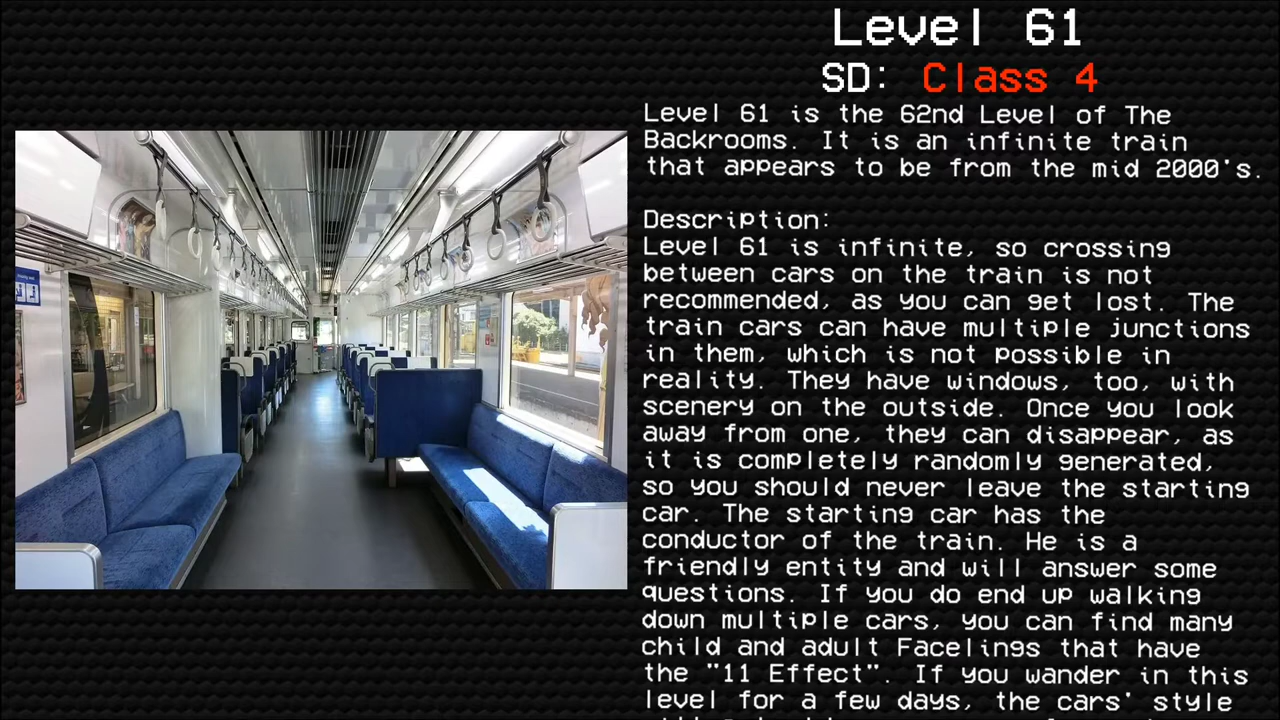 Level 61
SD: Class 4
Level 61 is the 62nd Level of The
Backrooms. It is an infinite train
that appears to be from the mid 2000's.
Description:
Level 61 is infinite, so crossing
between cars on the train is not
recommended, as you can get lost. The
train cars can have multiple junctions
in them, which is not possible in
reality. They have windows, too, with
scenery on the outside. Once you look
away from one, they can disappear, as
it is completely randomly generated,
so you should never leave the starting
car. The starting car has the
conductor of the train. He is a
friendly entity and will answer some
questions. If you do end up walking
down multiple cars, you can find many
child and adult Facelings that have
the "11 Effect". If you wander in this
level for a few days, the cars' style